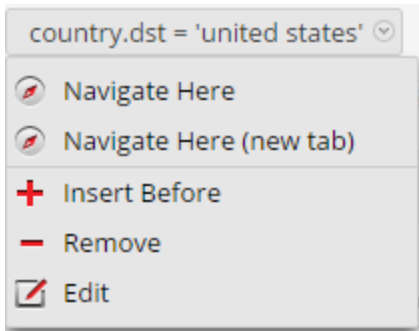 country.dst = 'united states'
Navigate Here
Navigate Here (new tab)
Insert Before
Remove
Edit